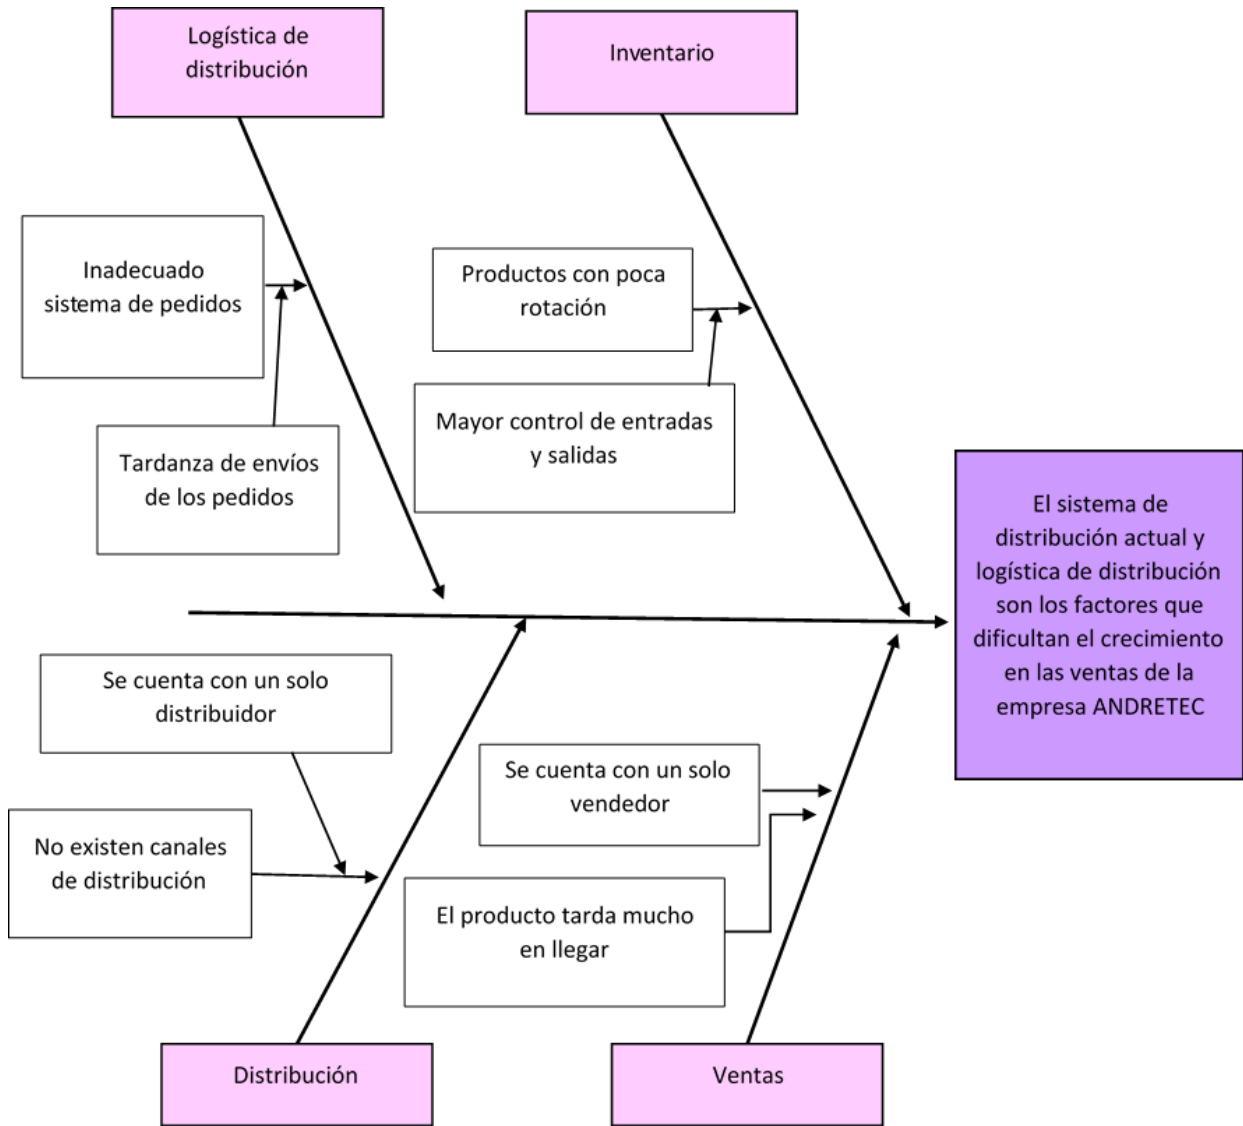 Logística de
distribución
Inventario
Inadecuado
sistema de pedidos
Productos con poca
rotación
Mayor control de entradas
y salidas
Tardanza de envíos
de los pedidos
El sistema de
distribución actual y
logística de distribución
son los factores que
dificultan el crecimiento
en las ventas de la
empresa ANDRETEC
Se cuenta con un solo
distribuidor
Se cuenta con un solo
vendedor
No existen canales
de distribución
El producto tarda mucho
en llegar
Distribución
Ventas